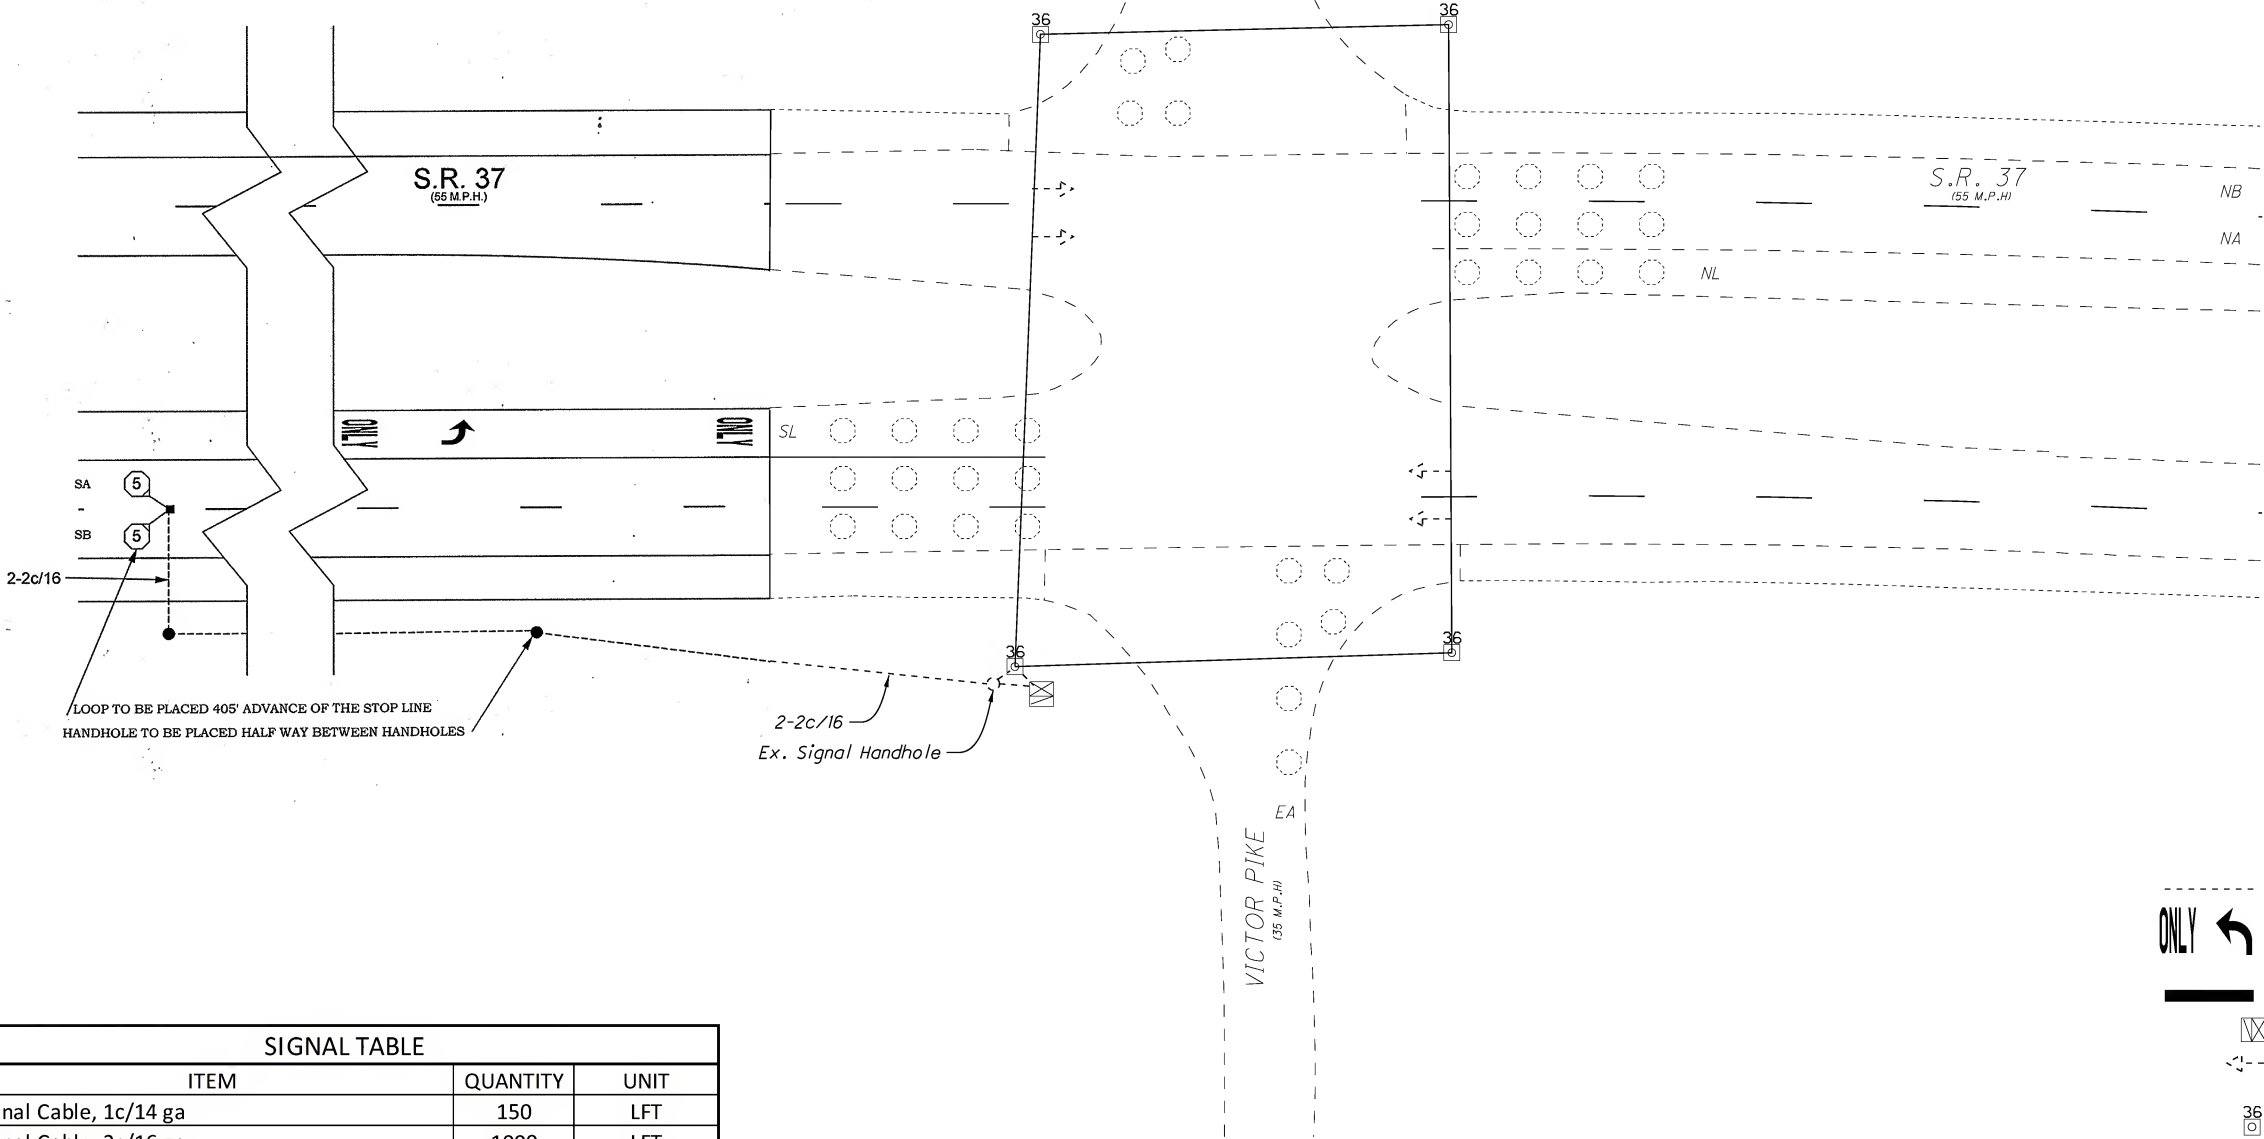 36
36
S.R. 37
(55 M.P.H.)
S.R. 37
(55 M.P.H)
NB
NA
NL
ONLY
ONLY
SL
SA
5
SB
5
2-2c/16
36
36
LOOP TO BE PLACED 405' ADVANCE OF THE STOP LINE
HANDHOLE TO BE PLACED HALF WAY BETWEEN HANDHOLES
2-2c/16
Ex. Signal Handhole
EA
VICTOR PIKE
(35 M.P.H)
ONLY
36
SIGNAL TABLE
ITEM QUANTITY UNIT
nal Cable, 1c/14 ga 150 LFT